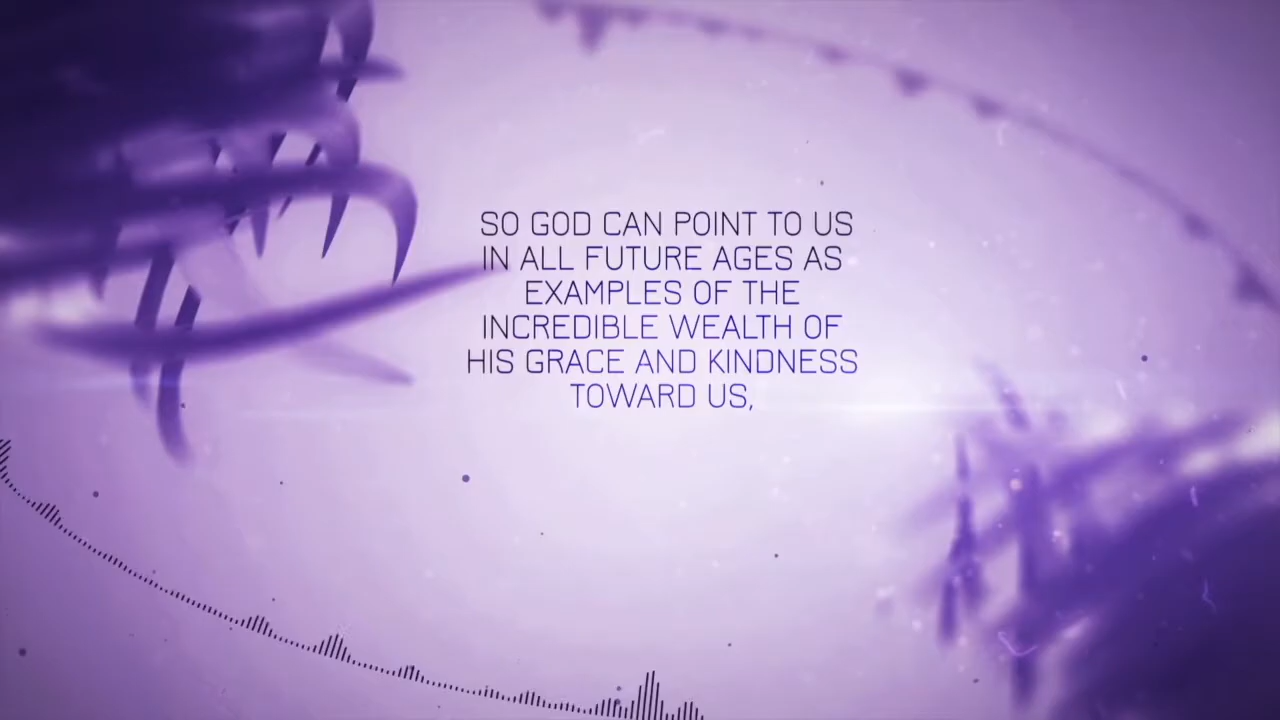 SO GOD CAN POINT TO US
IN ALL FUTURE AGES AS
EXAMPLES OF THE
INCREDIBLE WEALTH OF
HIS GRACE AND KINDNESS
TOWARD US,